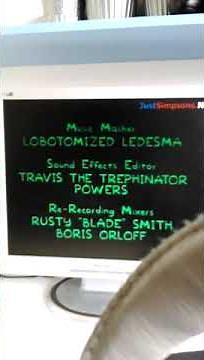 JustSimpsons.N
Music Masher
LOBOTOMIZED LEDESMA
Sound Effects Editor
TRAVIS THE TREPHINATOR
POWERS
Re-Recording Mixers
RUSTY "BLADE" SMITH
BORIS ORLOFF